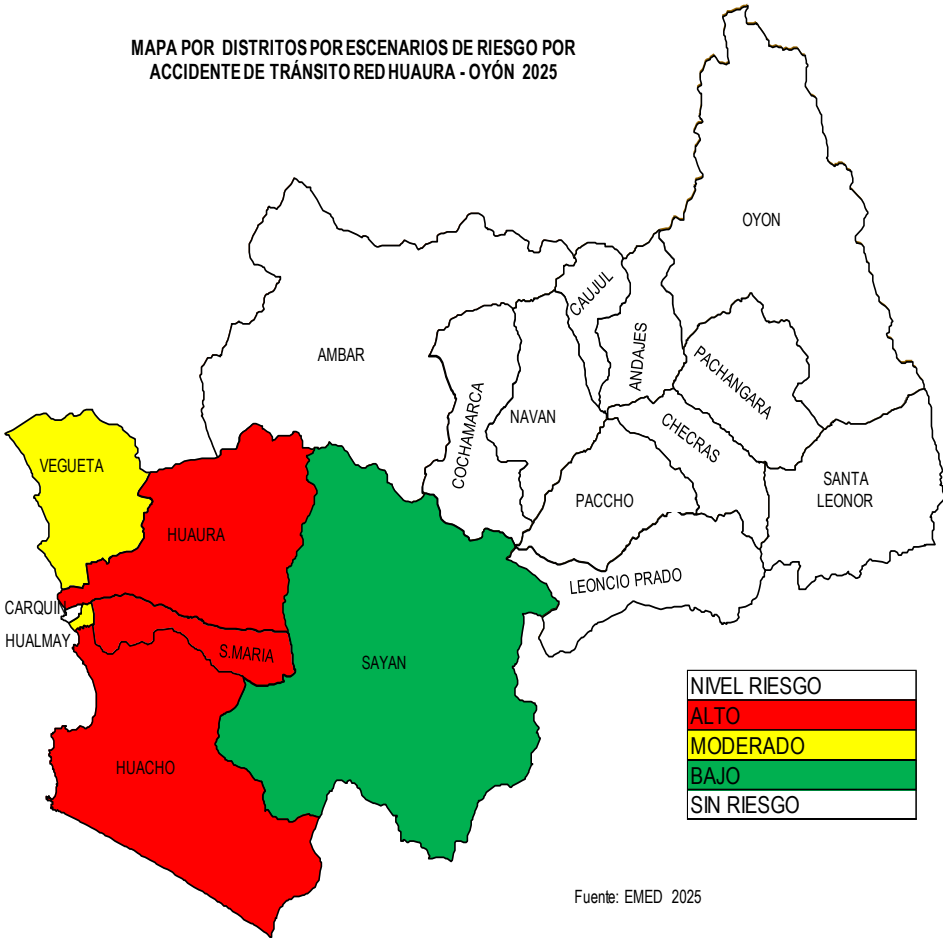 MAPA POR DISTRITOS POR ESCENARIOS DE RIESGO POR
ACCIDENTE DE TRÁNSITO RED HUAURA - OYÓN 2025
OYON
CAUJUL
ANDAJES
AMBAR
PACHANGARA
COCHAMARCA
NAVAN
CHECRAS
VEGUETA
SANTA
LEONOR
PACCHO
HUAURA
LEONCIO PRADO
CARQUIN
HUALMAY
S.MARIA
SAYAN
HUACHO
NIVEL RIESGO
ALTO
MODERADO
BAJO
SIN RIESGO
Fuente: EMED 2025